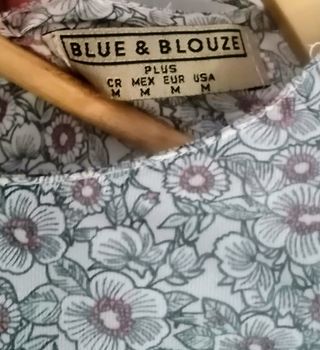 BLUE & BLOUZE
PLUS
CR MEX EUR USA
M M M M